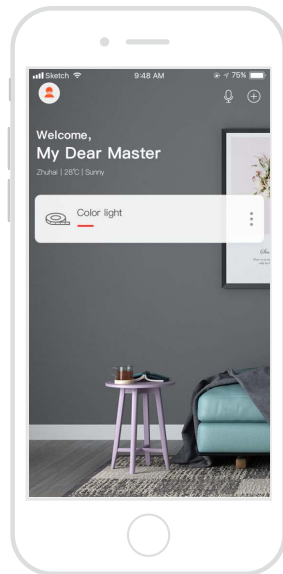 Sketch
9:48 AM
75%
Welcome,
My Dear Master
Zhuhai | 28℃ | Sunny
Color light